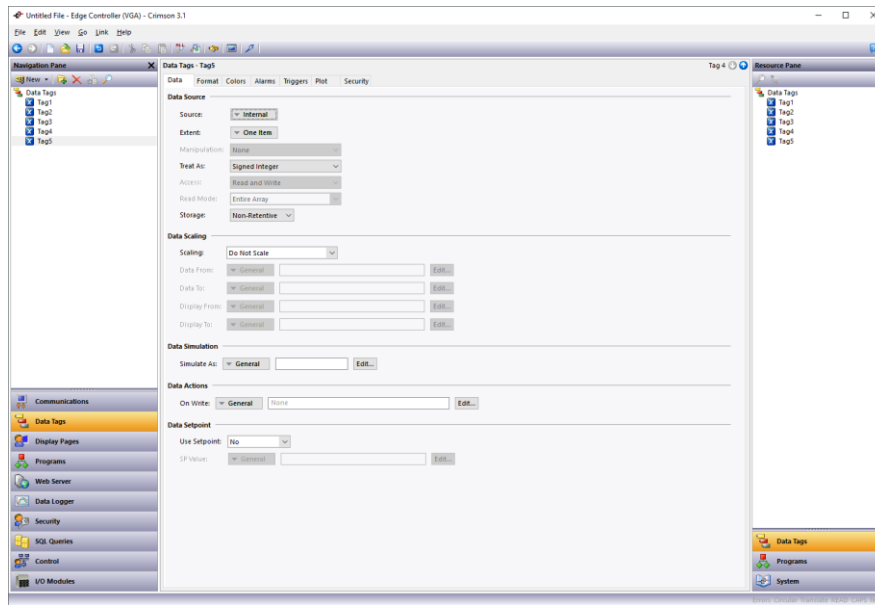 Untitled File - Edge Controller (VGA) - Crimson 3.1
File Edit View Go Link Help
Navigation Pane
New
Data Tags
Tag1
Tag2
Tag3
Tag4
Tag5
Communications
Data Tags
Display Pages
Programs
Web Server
Data Logger
Security
SQL Queries
Control
I/O Modules
Data Tags - Tag5
Tag 4
Data Format Colors Alarms Triggers Plot Security
Data Source
Source: Internal
Extent: One Item
Manipulation: None
Treat As: Signed Integer
Access: Read and Write
Read Mode: Entire Array
Storage: Non-Retentive
Data Scaling
Scaling: Do Not Scale
Data From: General Edit...
Data To: General Edit...
Display From: General Edit...
Display To: General Edit...
Data Simulation
Simulate As: General Edit...
Data Actions
On Write: General None Edit...
Data Setpoint
Use Setpoint: No
SP Value: General Edit...
Resource Pane
Data Tags
Tag1
Tag2
Tag3
Tag4
Tag5
Data Tags
Programs
System
Errors Circular Translate READ CAPS